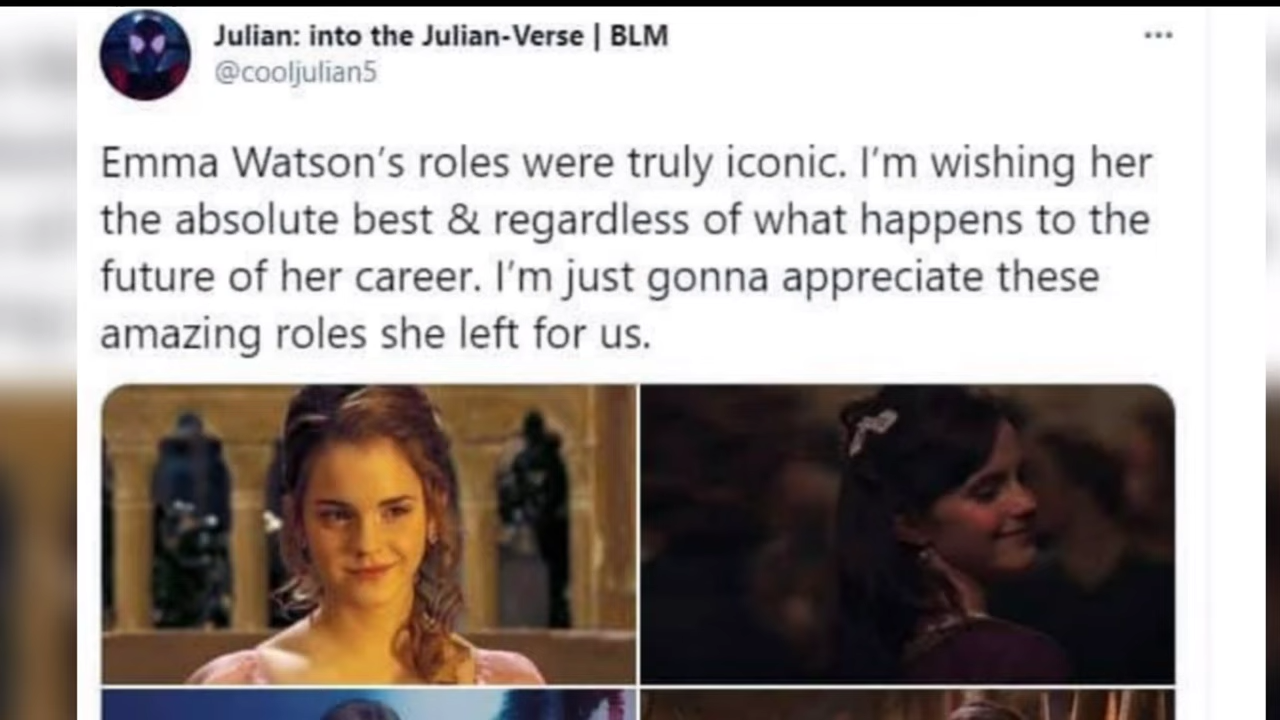 Julian: into the Julian-Verse | BLM
@cooljulian5
Emma Watson's roles were truly iconic. I'm wishing her
the absolute best & regardless of what happens to the
future of her career. I'm just gonna appreciate these
amazing roles she left for us.